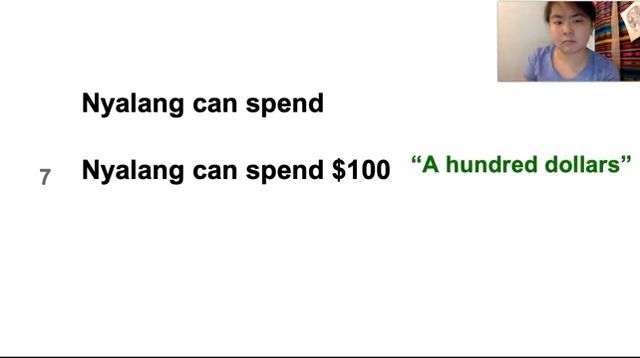 Nyalang can spend
7 Nyalang can spend $100 “A hundred dollars”